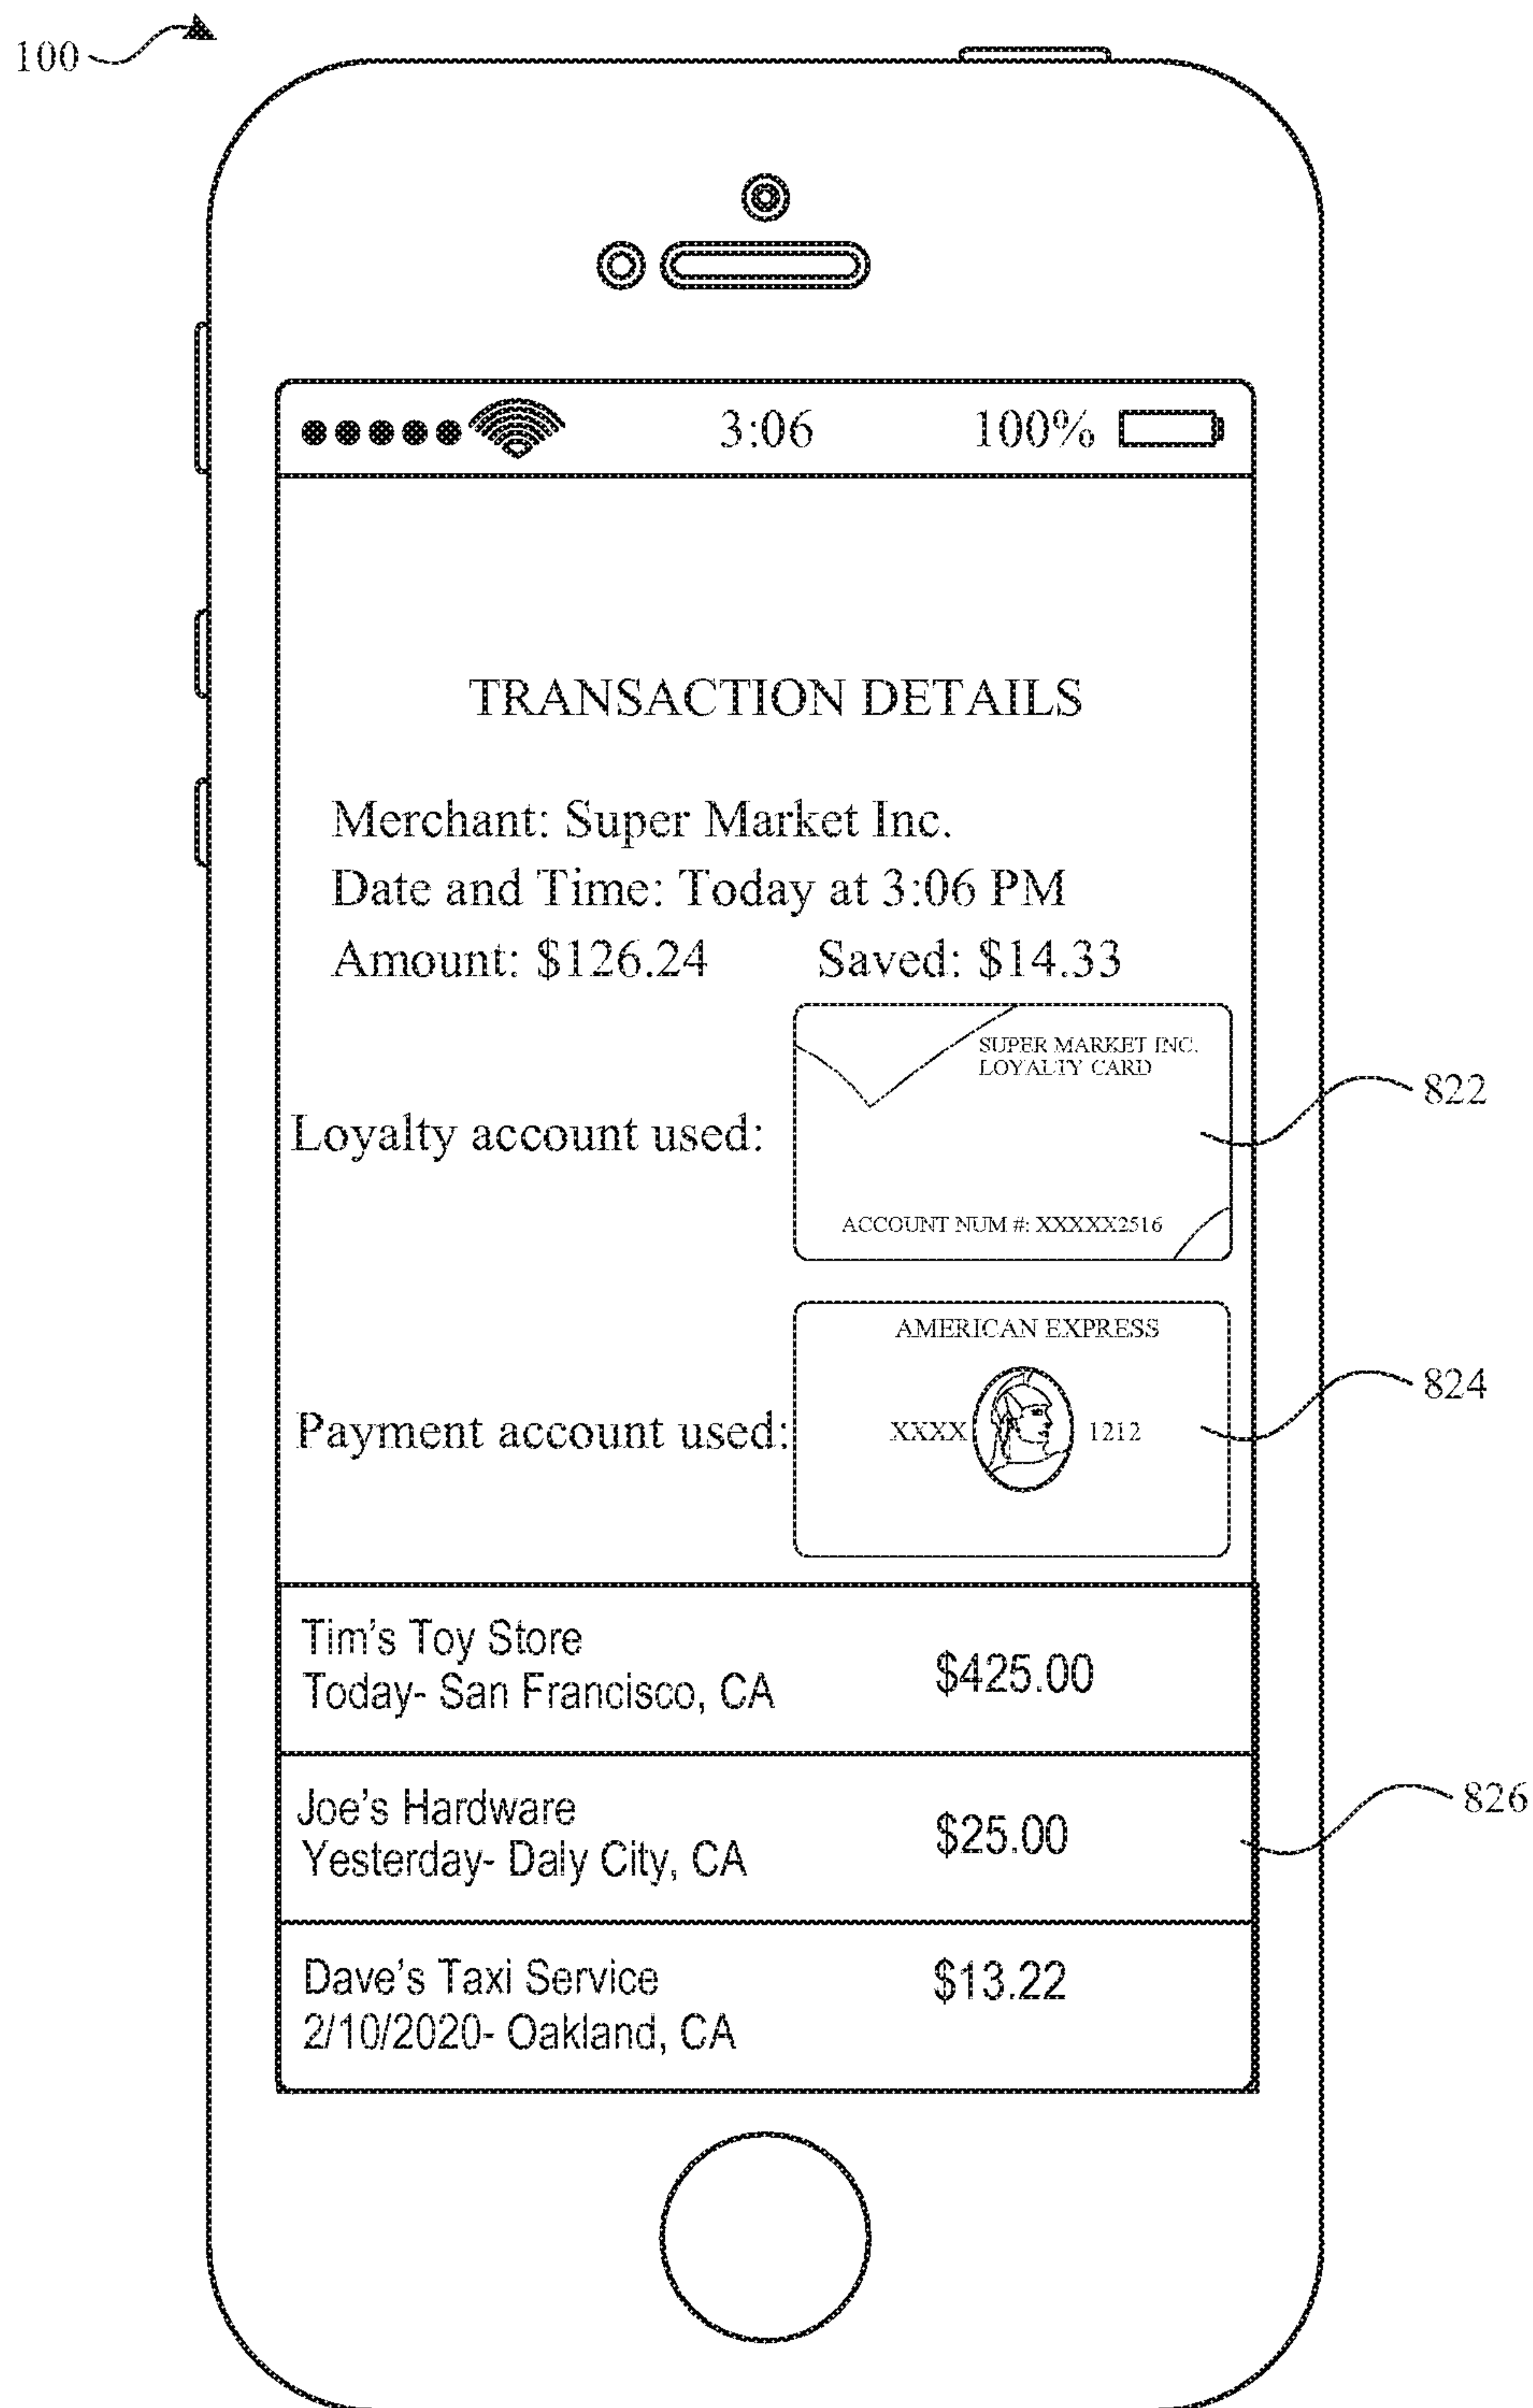 100
3:06 100%
TRANSACTION DETAILS
Merchant: Super Market Inc.
Date and Time: Today at 3:06 PM
Amount: $126.24 Saved: $14.33
SUPER MARKET INC.
LOYALTY CARD
822
Loyalty account used:
ACCOUNT NUM #: XXXXX2516
AMERICAN EXPRESS
824
Payment account used:
XXXX 1212
Tim's Toy Store
$425.00
Today- San Francisco, CA
Joe's Hardware
826
$25.00
Yesterday- Daly City, CA
Dave's Taxi Service
$13.22
2/10/2020- Oakland, CA